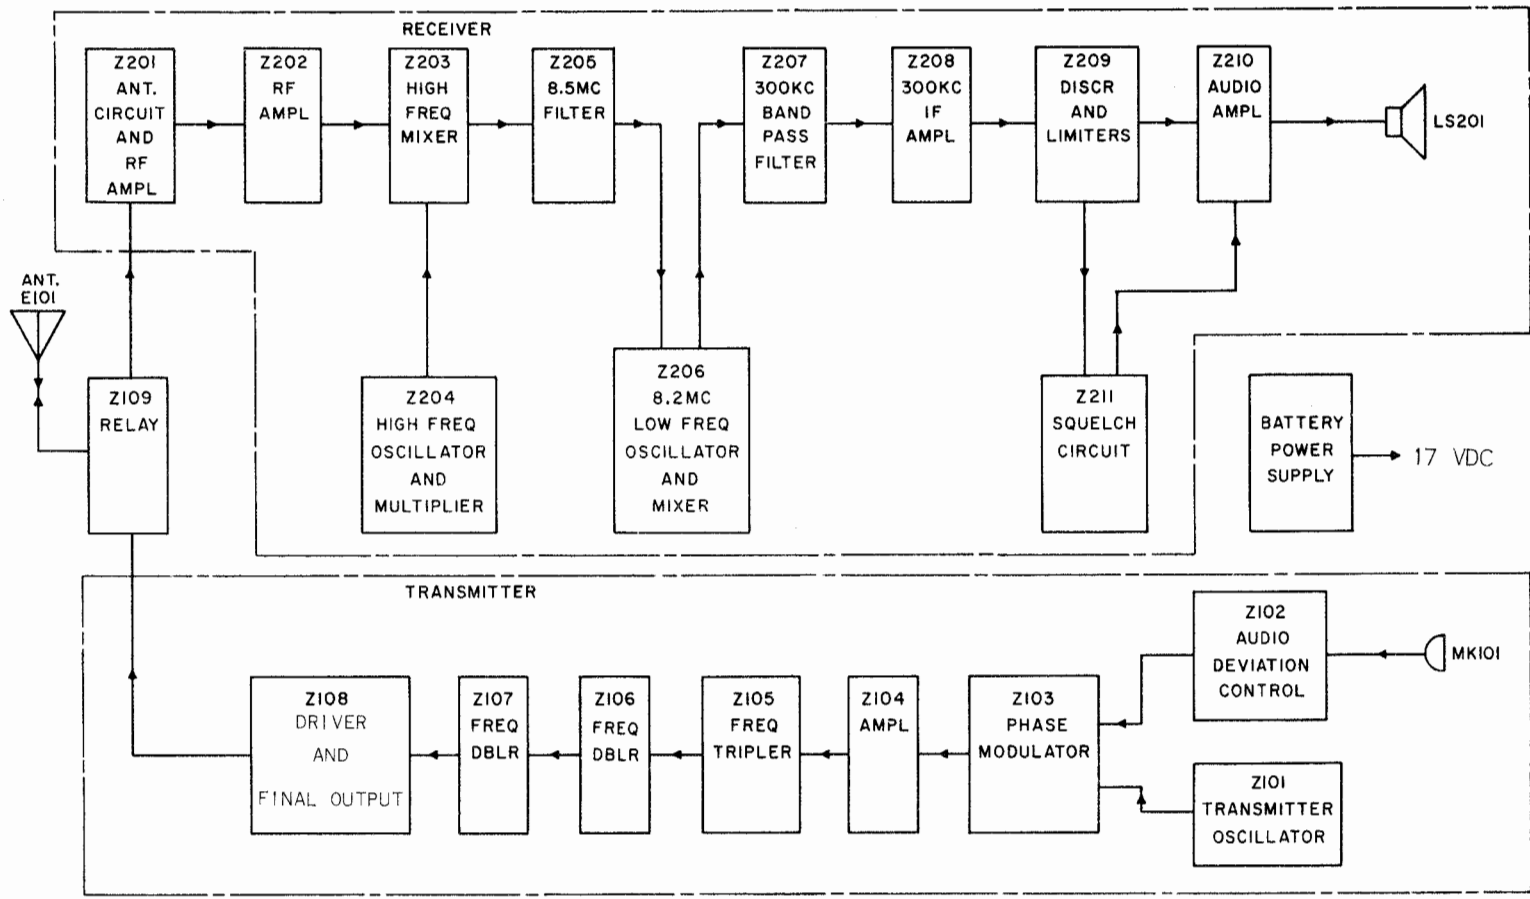 RECEIVER
Z201
ANT.
CIRCUIT
AND
RF
AMPL
Z202
RF
AMPL
Z203
HIGH
FREQ
MIXER
Z205
8.5MC
FILTER
Z207
300KC
BAND
PASS
FILTER
Z208
300KC
IF
AMPL
Z209
DISCR
AND
LIMITERS
Z210
AUDIO
AMPL
LS201
ANT.
E101
Z109
RELAY
Z204
HIGH FREQ
OSCILLATOR
AND
MULTIPLIER
Z206
8.2MC
LOW FREQ
OSCILLATOR
AND
MIXER
Z211
SQUELCH
CIRCUIT
BATTERY
POWER
SUPPLY
17 VDC
TRANSMITTER
Z108
DRIVER
AND
FINAL OUTPUT
Z107
FREQ
DBLR
Z106
FREQ
DBLR
Z105
FREQ
TRIPLER
Z104
AMPL
Z103
PHASE
MODULATOR
Z102
AUDIO
DEVIATION
CONTROL
MK101
Z101
TRANSMITTER
OSCILLATOR